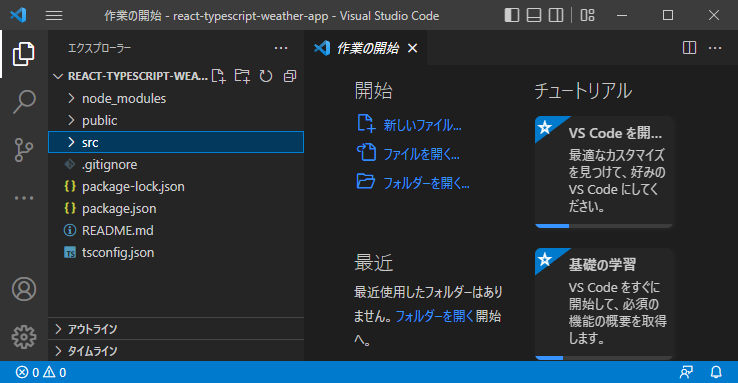 作業の開始 - react-typescript-weather-app - Visual Studio Code
エクスプローラー
REACT-TYPESCRIPT-WEA...
node_modules
public
src
.gitignore
package-lock.json
package.json
README.md
tsconfig.json
アウトライン
タイムライン
作業の開始
開始
新しいファイル...
ファイルを開く...
フォルダーを開く...
最近
最近使用したフォルダーはあり
ません。フォルダーを開く開始
へ。
チュートリアル
VS Code を開...
最適なカスタマイズ
を見つけて、好みの
VS Code にしてく
ださい。
基礎の学習
VS Code をすぐに
開始して、必須の
機能の概要を取得
します。
0 0